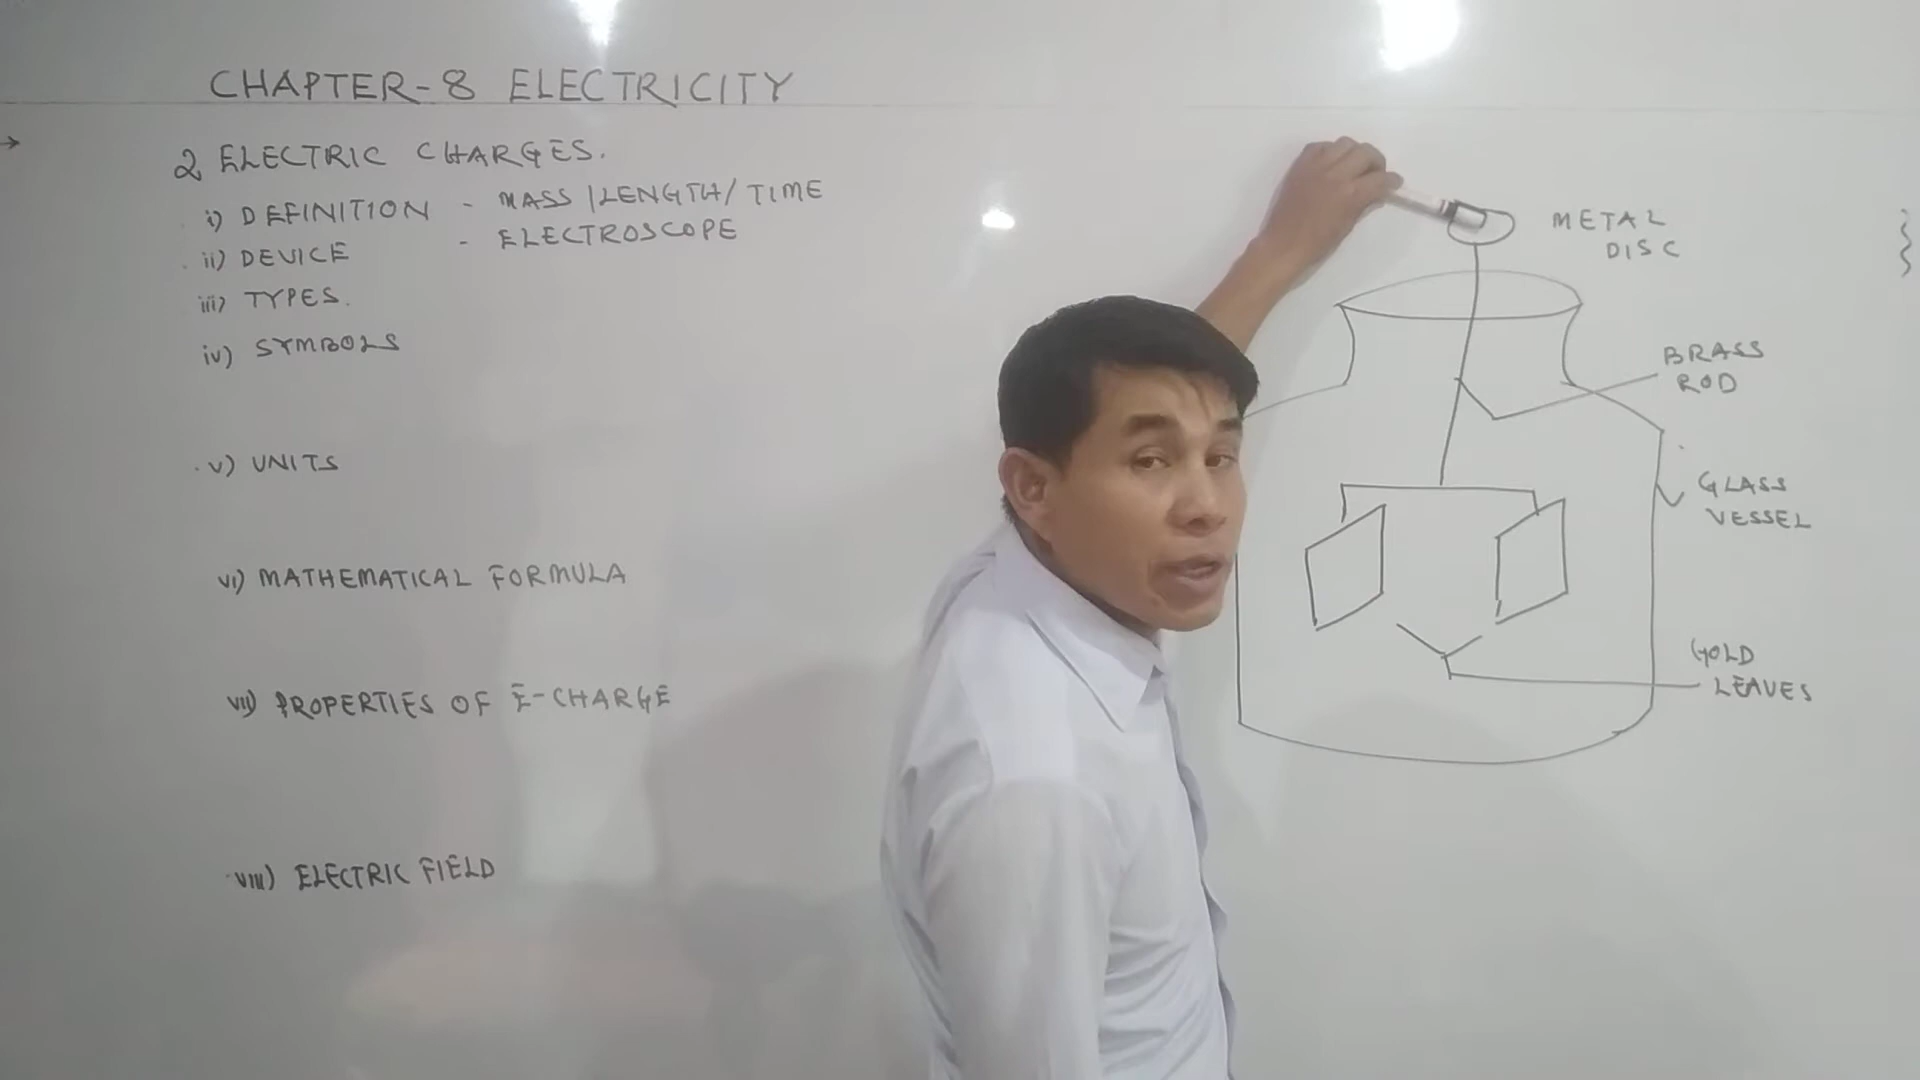 CHAPTER-8 ELECTRICITY
2 ELECTRIC CHARGES.
i) DEFINITION - MASS / LENGTH / TIME
ii) DEVICE - ELECTROSCOPE
iii) TYPES.
iv) SYMBOLS
v) UNITS
vi) MATHEMATICAL FORMULA
vii) PROPERTIES OF E-CHARGE
viii) ELECTRIC FIELD
METAL
DISC
BRASS
ROD
GLASS
VESSEL
GOLD
LEAVES